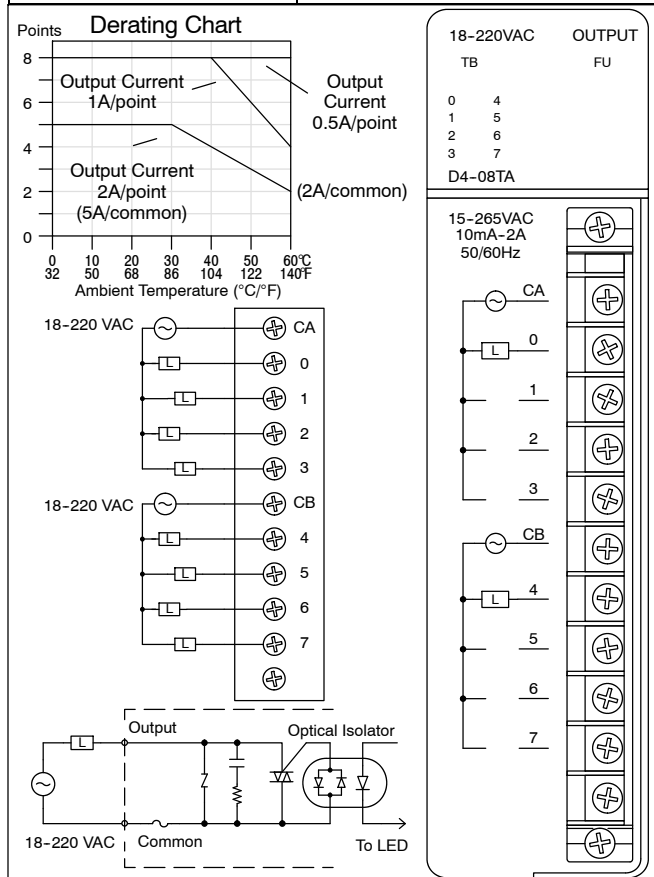 Derating Chart
Points
8
6
4
2
0
Output Current
1A/point
Output
Current
0.5A/point
Output Current
2A/point
(5A/common)
(2A/common)
0 10 20 30 40 50 60°C
32 50 68 86 104 122 140°F
Ambient Temperature (°C/°F)
18-220 VAC
CA
0
1
2
3
18-220 VAC
CB
4
5
6
7
L
L
L
L
L
L
L
L
Output
Optical Isolator
L
18-220 VAC
Common
To LED
18-220VAC OUTPUT
TB FU
0 4
1 5
2 6
3 7
D4-08TA
15-265VAC
10mA-2A
50/60Hz
CA
L 0
1
2
3
CB
L 4
5
6
7